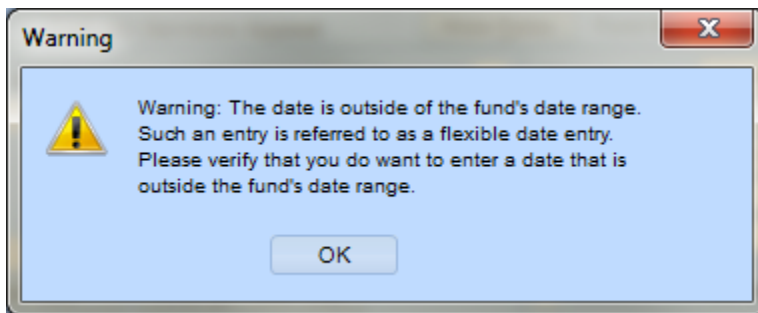 Warning
Warning: The date is outside of the fund's date range.
Such an entry is referred to as a flexible date entry.
Please verify that you do want to enter a date that is
outside the fund's date range.
OK